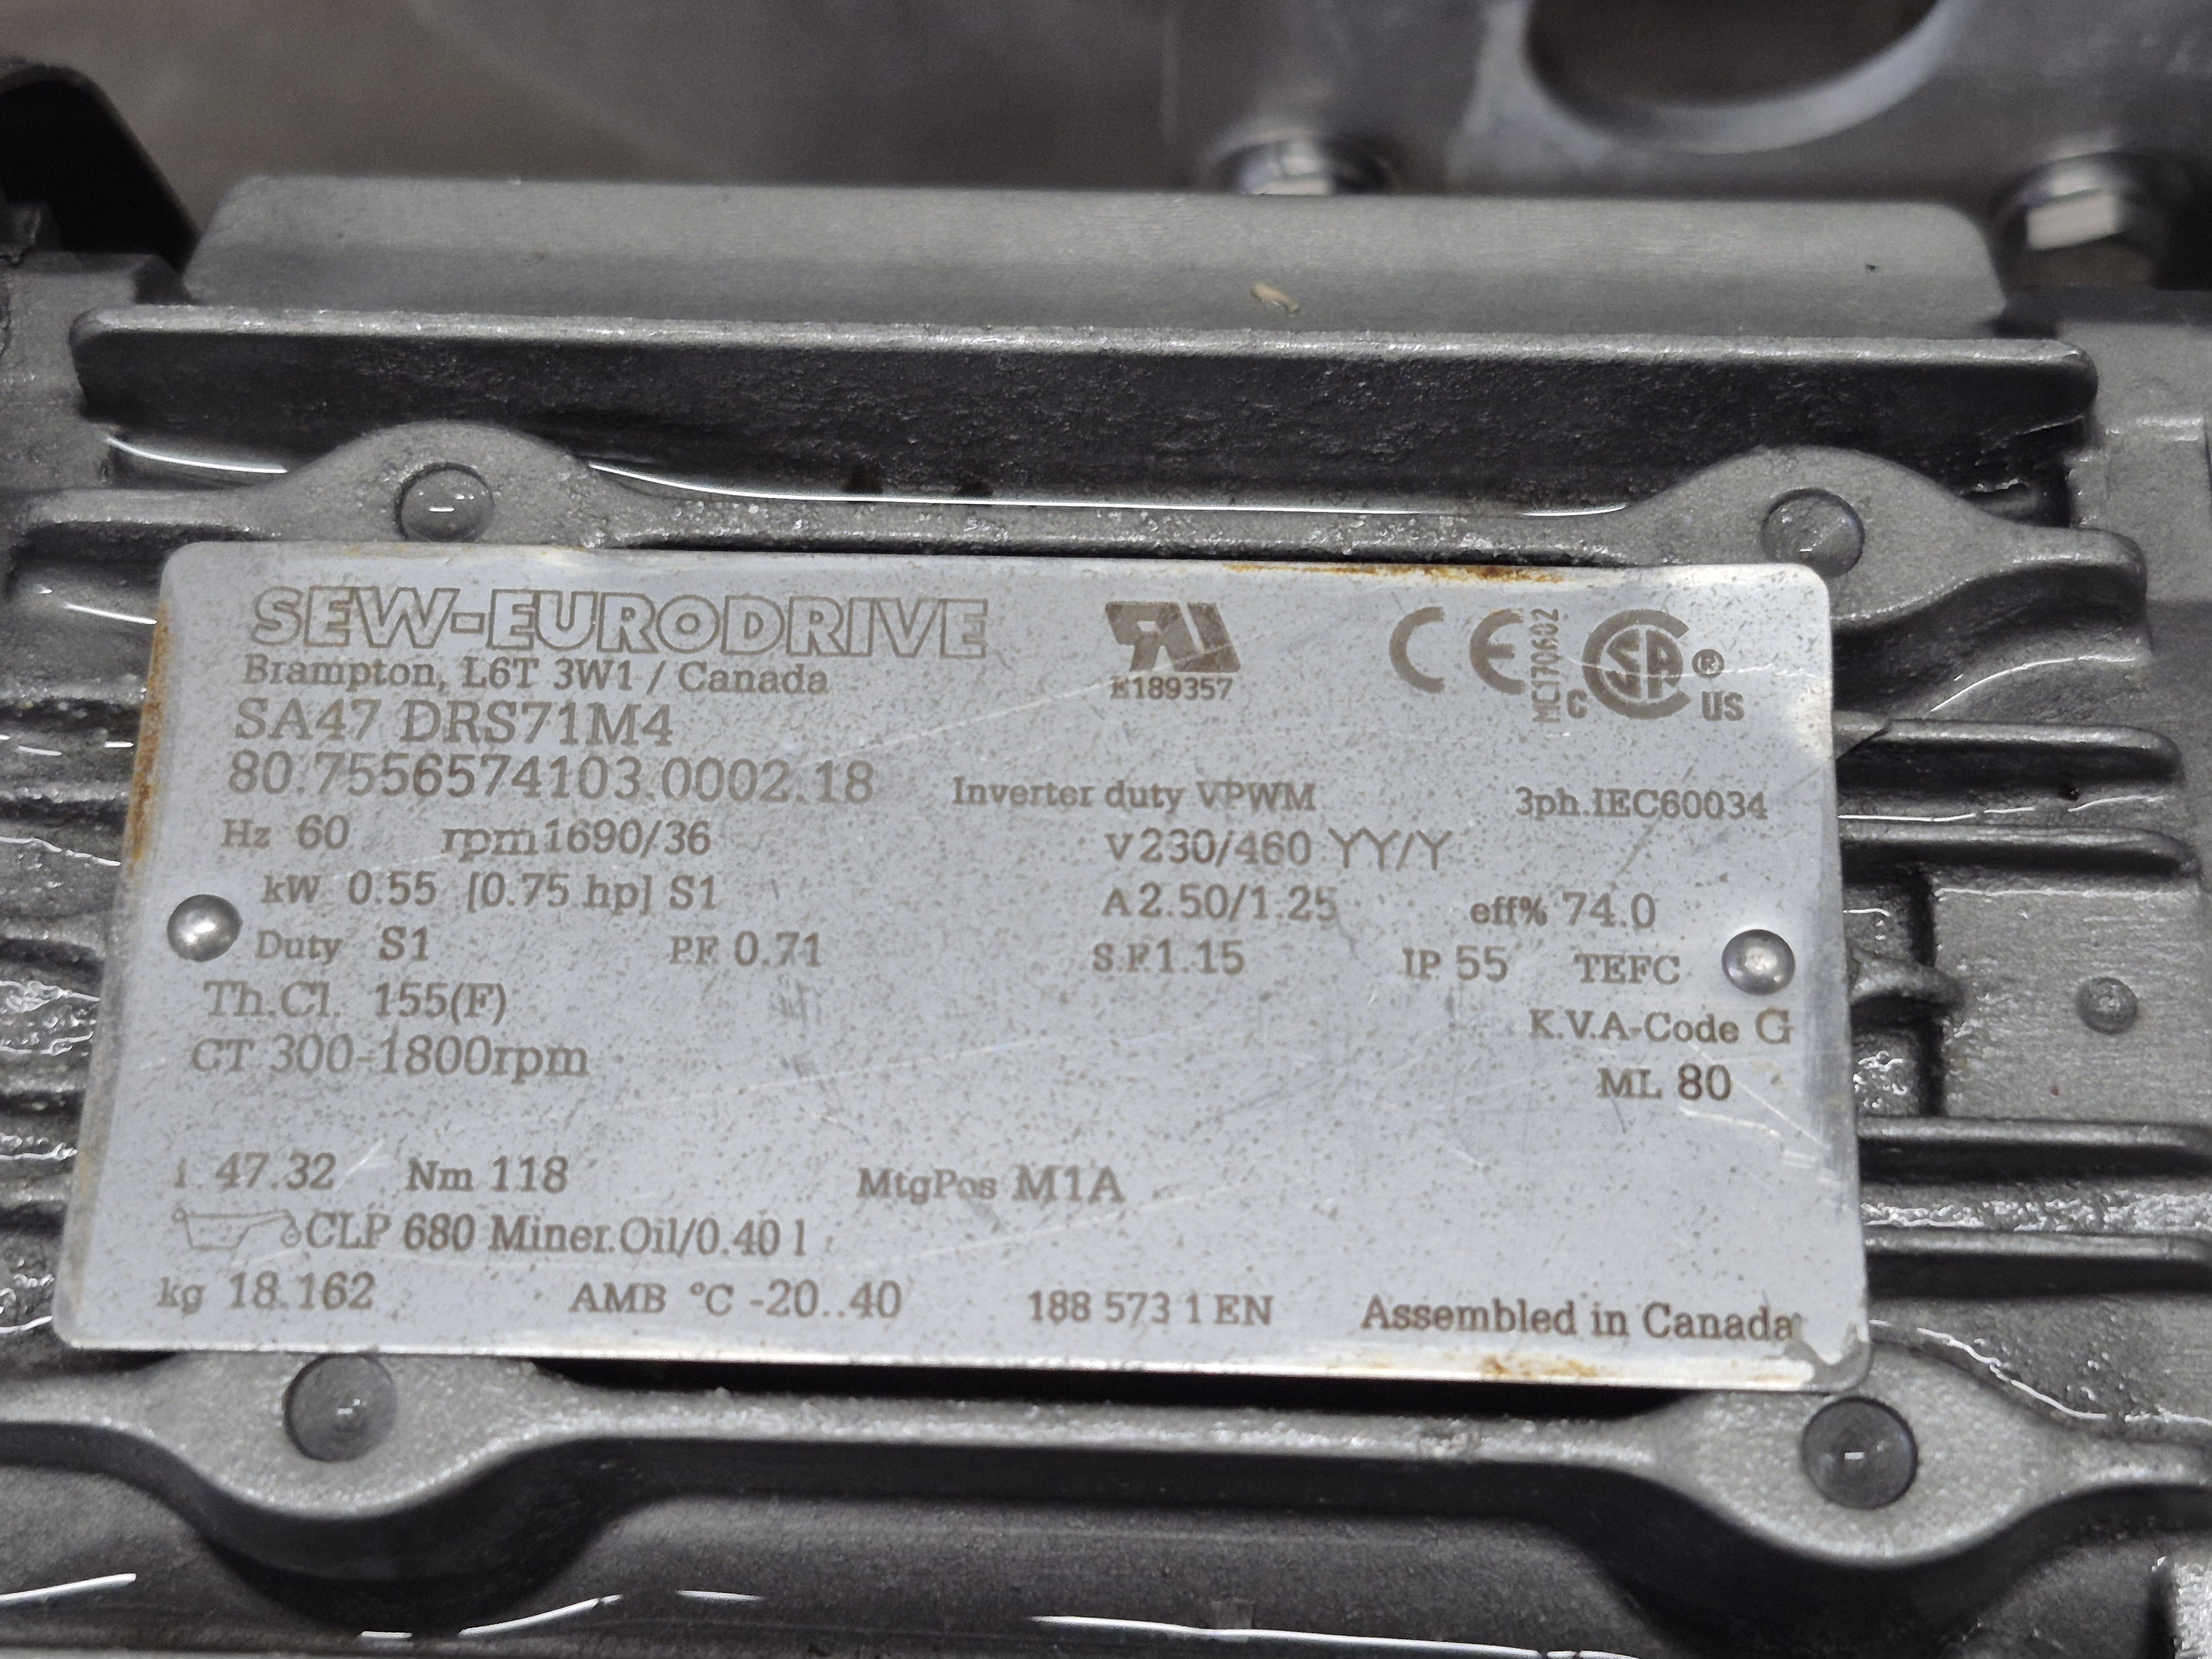 SEW-EURODRIVE
Brampton, L6T 3W1 / Canada
E189357
CE
MC170602
C SA ® US
SA47 DRS71M4
80.7556574103.0002.18 Inverter duty VPWM 3ph.IEC60034
Hz 60 rpm 1690/36 V 230/460 YY/Y
kW 0.55 [0.75 hp] S1 A 2.50/1.25 eff% 74.0
Duty S1 P.F 0.71 S.F.1.15 IP 55 TEFC
Th.Cl. 155(F) K.V.A-Code G
CT 300-1800rpm ML 80
i 47.32 Nm 118 MtgPos M1A
CLP 680 Miner.Oil/0.40 l
kg 18.162 AMB °C -20..40 188 573 1 EN Assembled in Canada